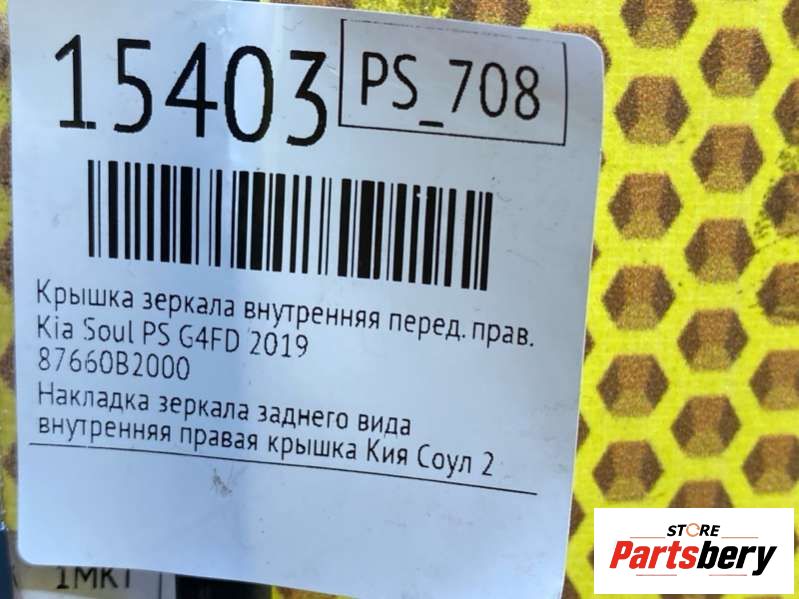 15403
PS_708
Крышка зеркала внутренняя перед. прав.
Kia Soul PS G4FD 2019
87660B2000
Накладка зеркала заднего вида
внутренняя правая крышка Кия Соул 2
STORE
Partsbery